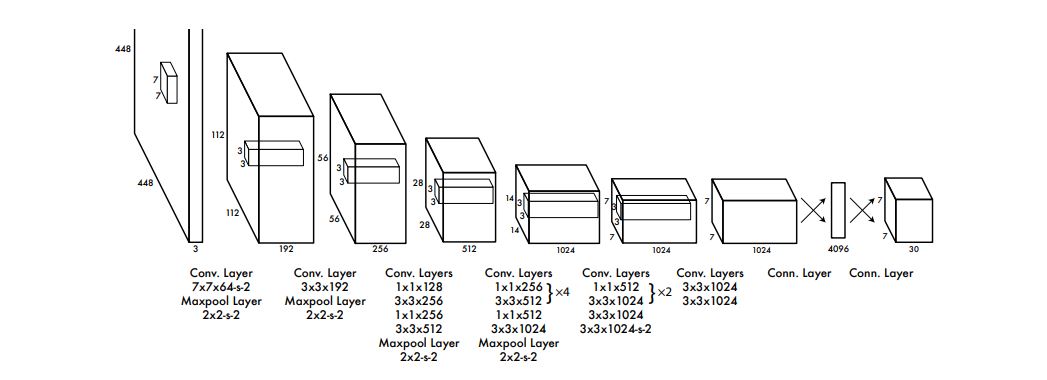 448
7
7
448
3
112
3
3
112
192
56
3
3
56
256
28
3
3
28
512
14
3
3
14
1024
7
3
7
1024
7
7
1024
4096
7
7
30
Conv. Layer
7x7x64-s-2
Maxpool Layer
2x2-s-2
Conv. Layer
3x3x192
Maxpool Layer
2x2-s-2
Conv. Layers
1x1x128
3x3x256
1x1x256
3x3x512
Maxpool Layer
2x2-s-2
Conv. Layers
1x1x256
3x3x512
}×4
1x1x512
3x3x1024
Maxpool Layer
2x2-s-2
Conv. Layers
1x1x512
3x3x1024
}×2
3x3x1024
3x3x1024-s-2
Conv. Layers
3x3x1024
3x3x1024
Conn. Layer
Conn. Layer